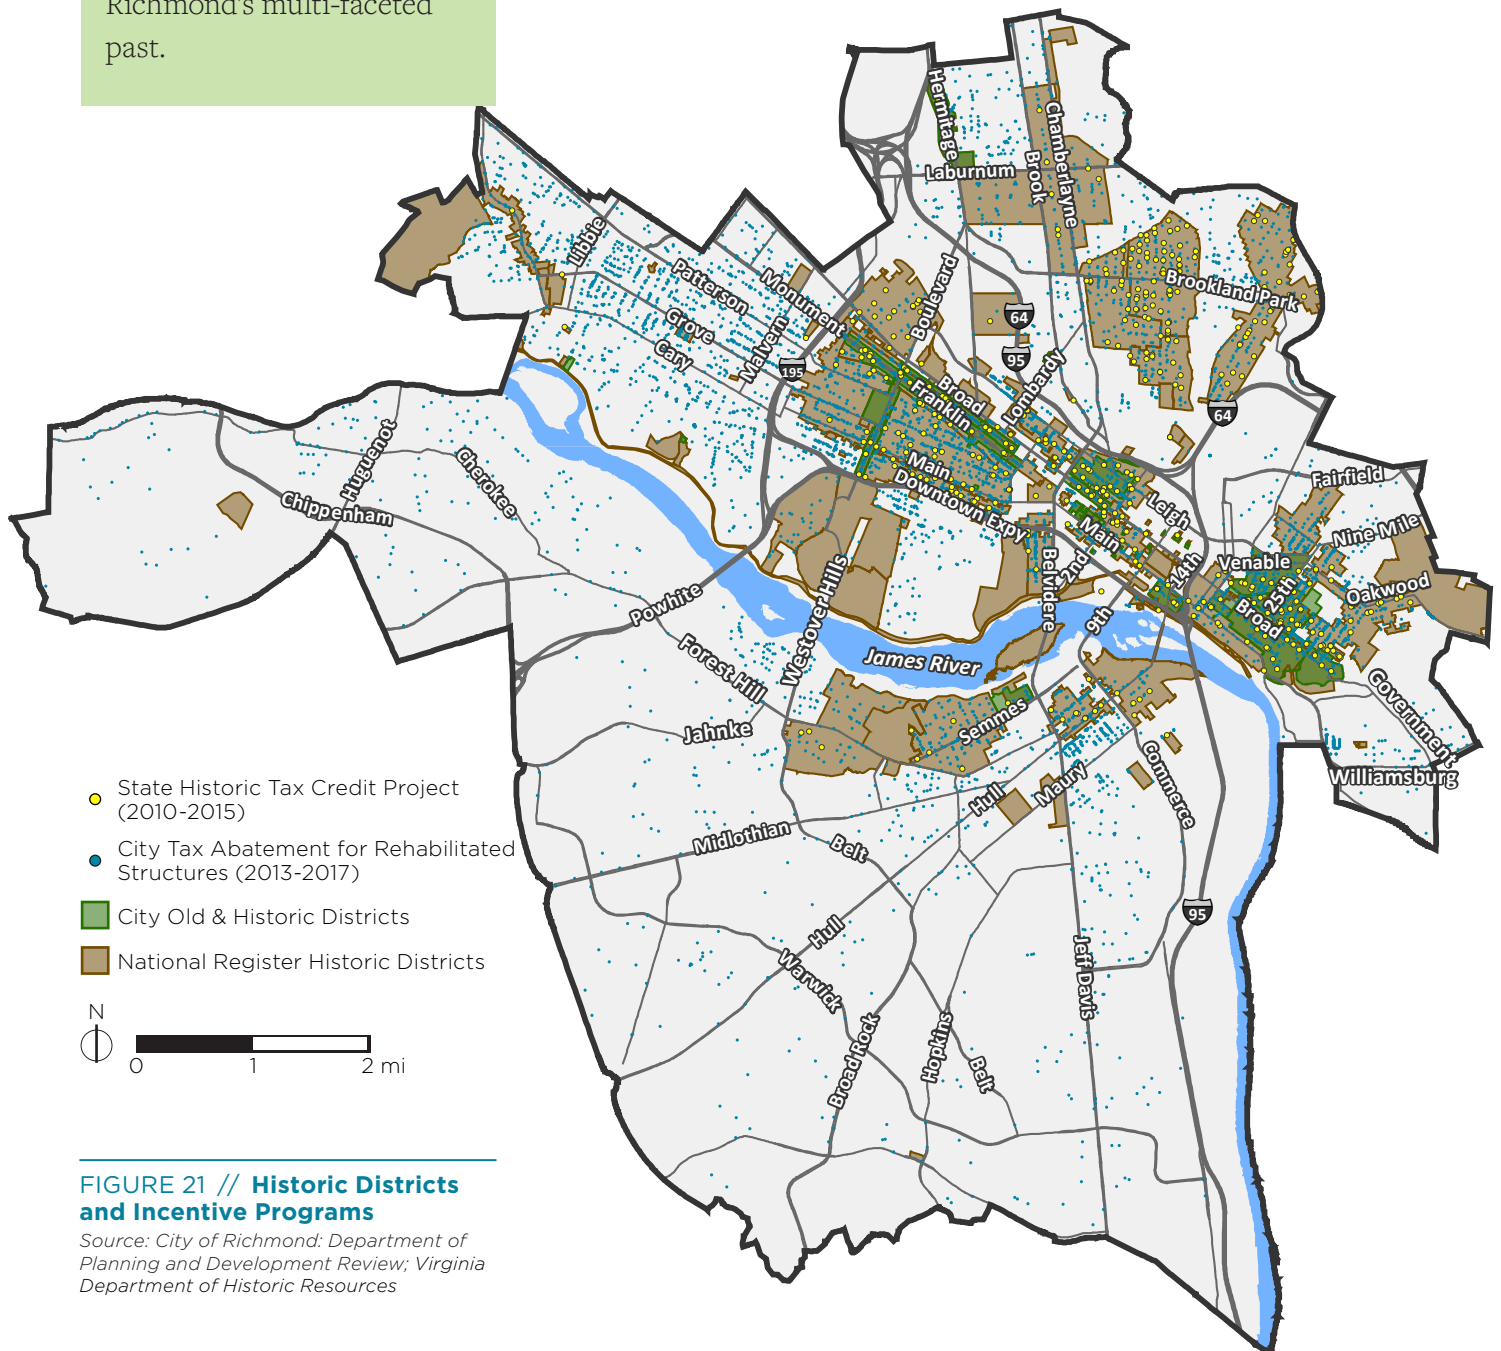 Richmond's multi-faceted
past.
Hermitage
Chamberlayne
Brook
Laburnum
Libbie
Patterson
Monument
Boulevard
Brookland Park
Grove
Malvern
64
Cary
195
95
Lombardy
Broad
Franklin
64
Huguenot
Cherokee
Chippenham
Main
Downtown Expy
Leigh
Fairfield
Nine Mile
Main
2nd
14th
Venable
25th
Oakwood
Broad
Belvidere
9th
Powhite
Westover Hills
James River
Forest Hill
Government
Jahnke
Semmes
Commerce
Williamsburg
Hull
Maury
Midlothian
Belt
95
Hull
Warwick
Jeff Davis
Broad Rock
Hopkins
Belt
State Historic Tax Credit Project
(2010-2015)
City Tax Abatement for Rehabilitated
Structures (2013-2017)
City Old & Historic Districts
National Register Historic Districts
N
0 1 2 mi
FIGURE 21 // Historic Districts
and Incentive Programs
Source: City of Richmond: Department of
Planning and Development Review; Virginia
Department of Historic Resources